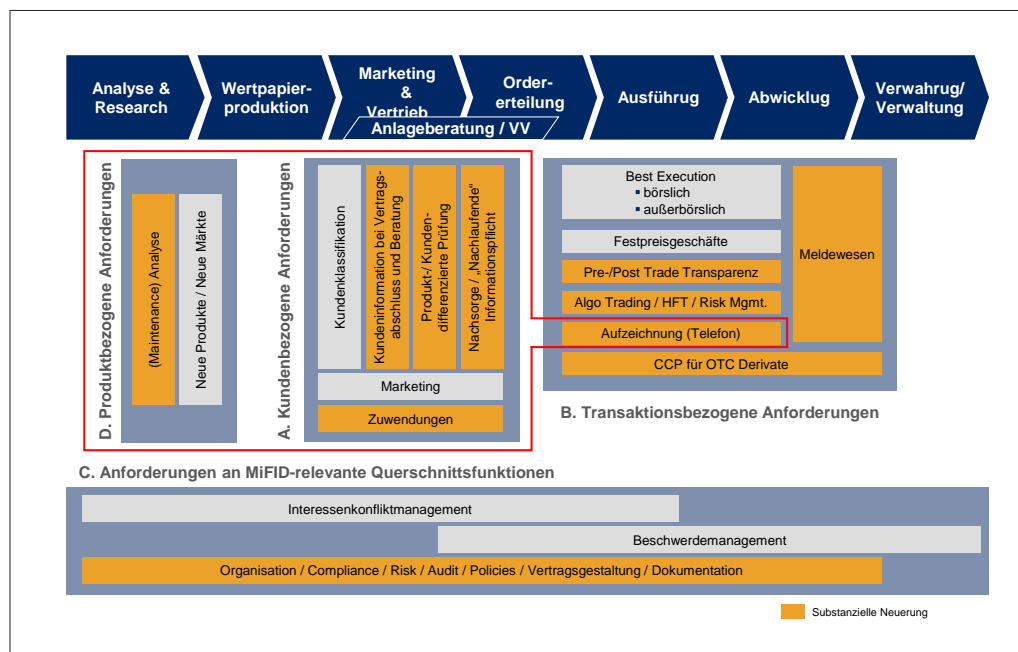 Analyse &
Research
Wertpapier-
produktion
Marketing
&
Vertrieb
Order-
erteilung
Anlageberatung / VV
Ausführug
Abwicklug
Verwahrug/
Verwaltung
D. Produktbezogene Anforderungen
(Maintenance) Analyse
Neue Produkte / Neue Märkte
A. Kundenbezogene Anforderungen
Kundenklassifikation
Kundeninformation bei Vertrags-
abschluss und Beratung
Produkt-/ Kunden-
differenzierte Prüfung
Nachsorge / „Nachlaufende“
Informationspflicht
Marketing
Zuwendungen
Best Execution
▪ börslich
▪ außerbörslich
Festpreisgeschäfte
Pre-/Post Trade Transparenz
Algo Trading / HFT / Risk Mgmt.
Aufzeichnung (Telefon)
Meldewesen
CCP für OTC Derivate
B. Transaktionsbezogene Anforderungen
C. Anforderungen an MiFID-relevante Querschnittsfunktionen
Interessenkonfliktmanagement
Beschwerdemanagement
Organisation / Compliance / Risk / Audit / Policies / Vertragsgestaltung / Dokumentation
Substanzielle Neuerung